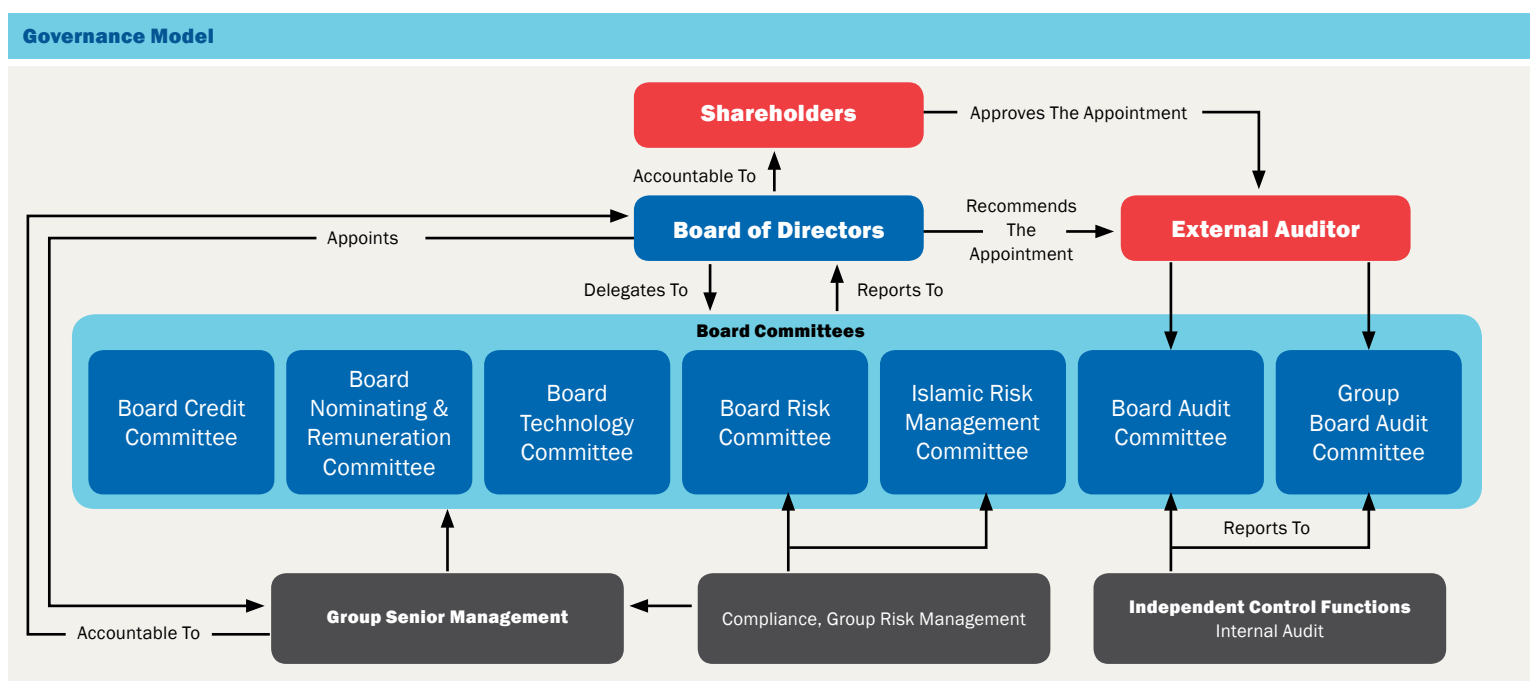 Governance Model
Shareholders
Approves The Appointment
Accountable To
Board of Directors
Recommends
The
Appointment
External Auditor
Appoints
Delegates To
Reports To
Board Committees
Board Credit
Committee
Board
Nominating &
Remuneration
Committee
Board
Technology
Committee
Board Risk
Committee
Islamic Risk
Management
Committee
Board Audit
Committee
Group
Board Audit
Committee
Reports To
Group Senior Management
Compliance, Group Risk Management
Independent Control Functions
Internal Audit
Accountable To